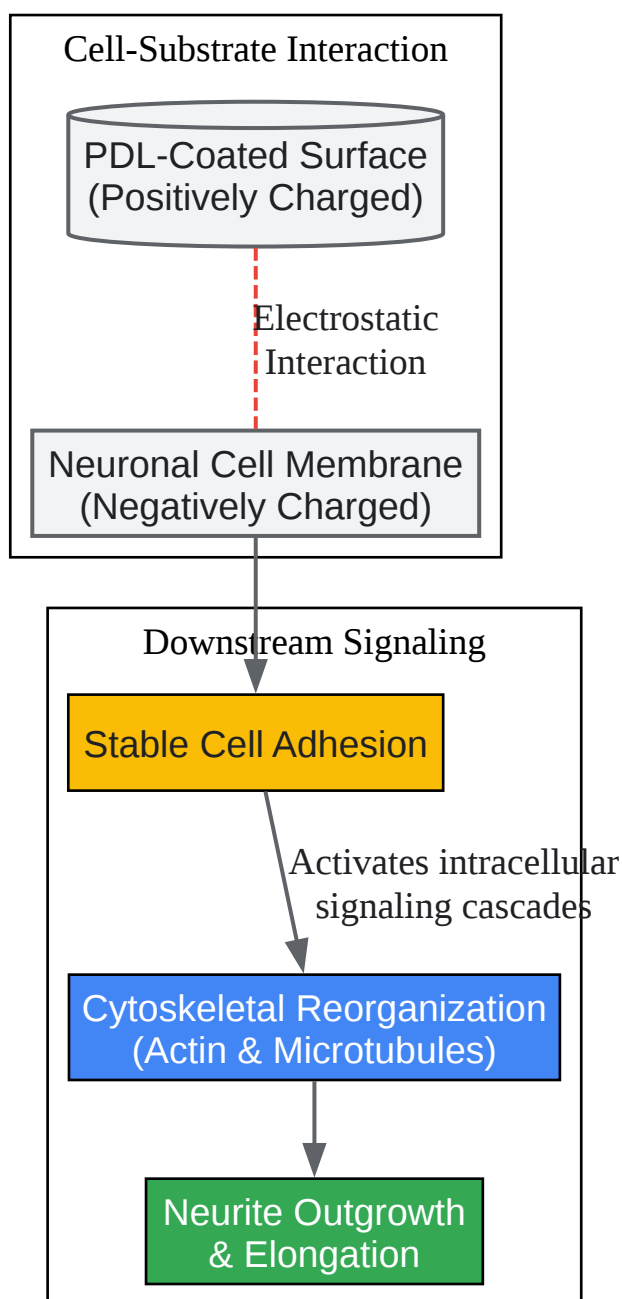 Cell-Substrate Interaction
PDL-Coated Surface
(Positively Charged)
Electrostatic
Interaction
Neuronal Cell Membrane
(Negatively Charged)
Downstream Signaling
Stable Cell Adhesion
Activates intracellular
signaling cascades
Cytoskeletal Reorganization
(Actin & Microtubules)
Neurite Outgrowth
& Elongation